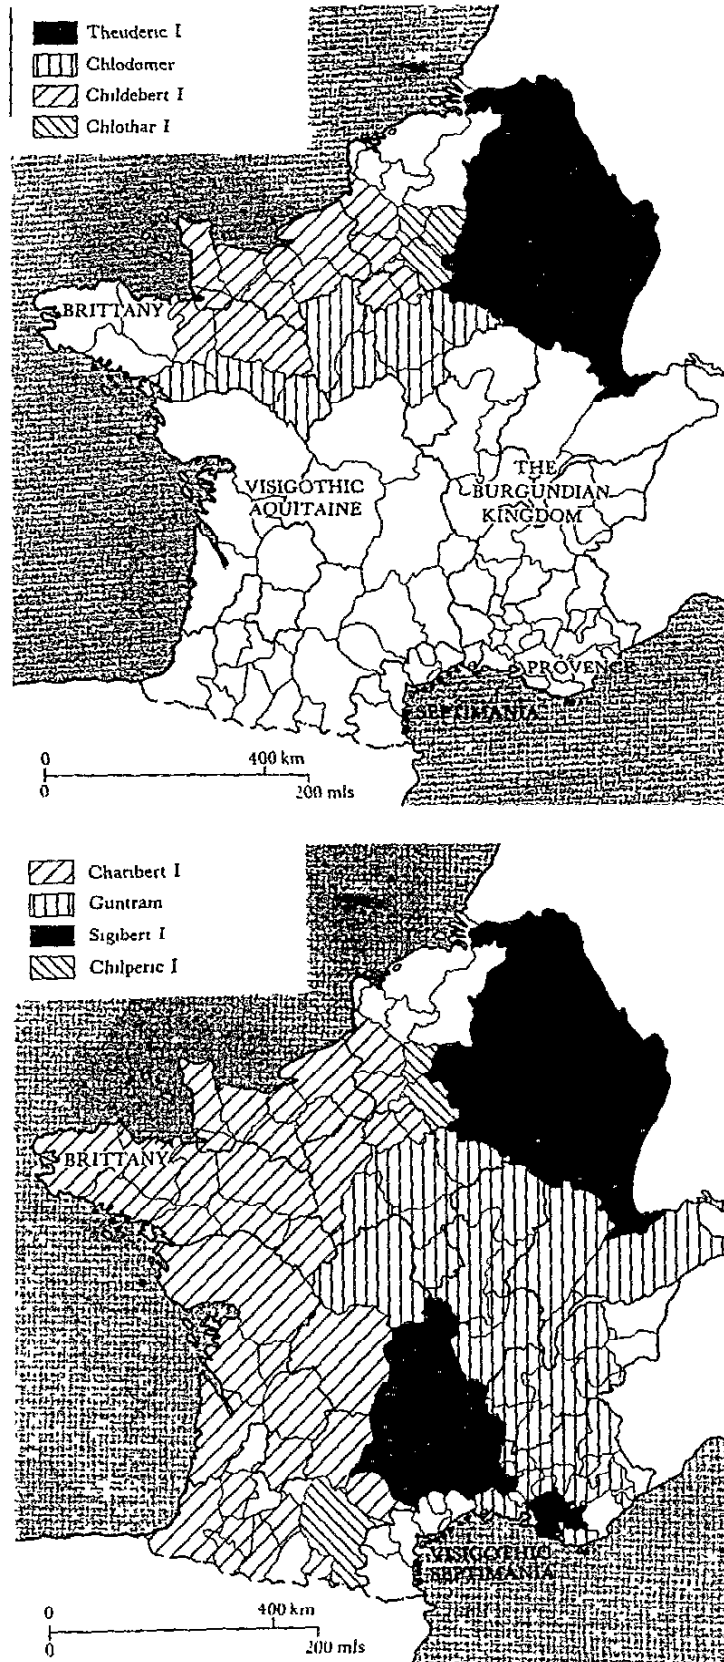 Theuderic I
Chlodomer
Childebert I
Chlothar I
BRITTANY
VISIGOTHIC
AQUITAINE
THE
BURGUNDIAN
KINGDOM
PROVENCE
SEPTIMANIA
0 400 km
0 200 mls
Charibert I
Guntram
Sigibert I
Chilperic I
BRITTANY
VISIGOTHIC
SEPTIMANIA
0 400 km
0 200 mls